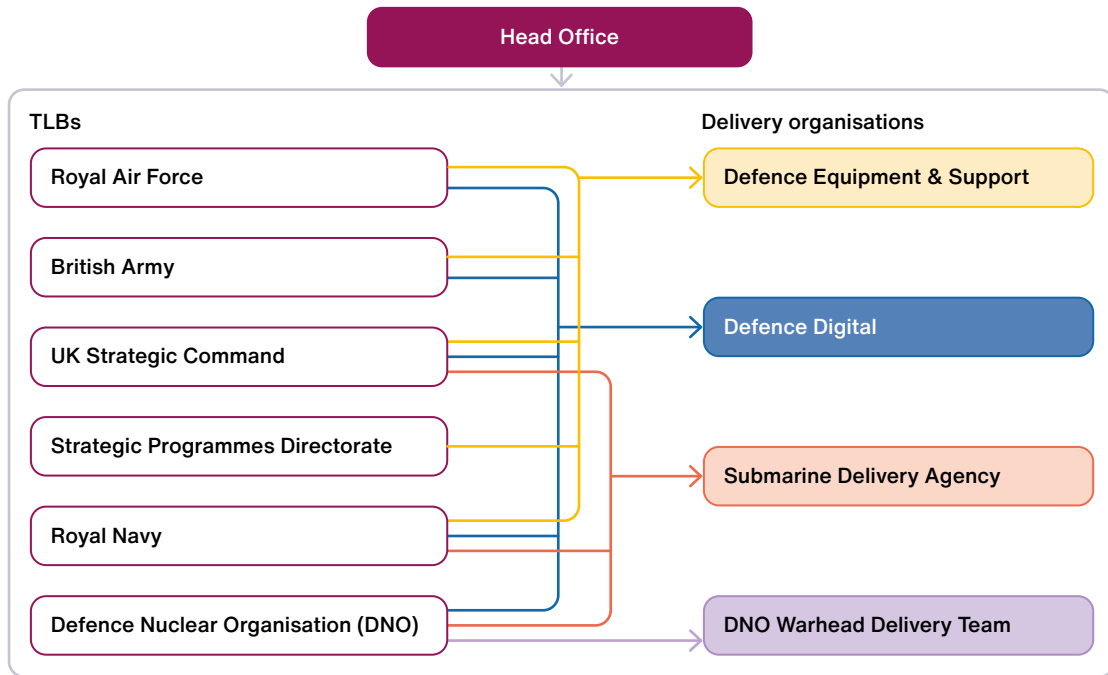 Head Office
TLBs
Royal Air Force
British Army
UK Strategic Command
Strategic Programmes Directorate
Royal Navy
Defence Nuclear Organisation (DNO)
Delivery organisations
Defence Equipment & Support
Defence Digital
Submarine Delivery Agency
DNO Warhead Delivery Team